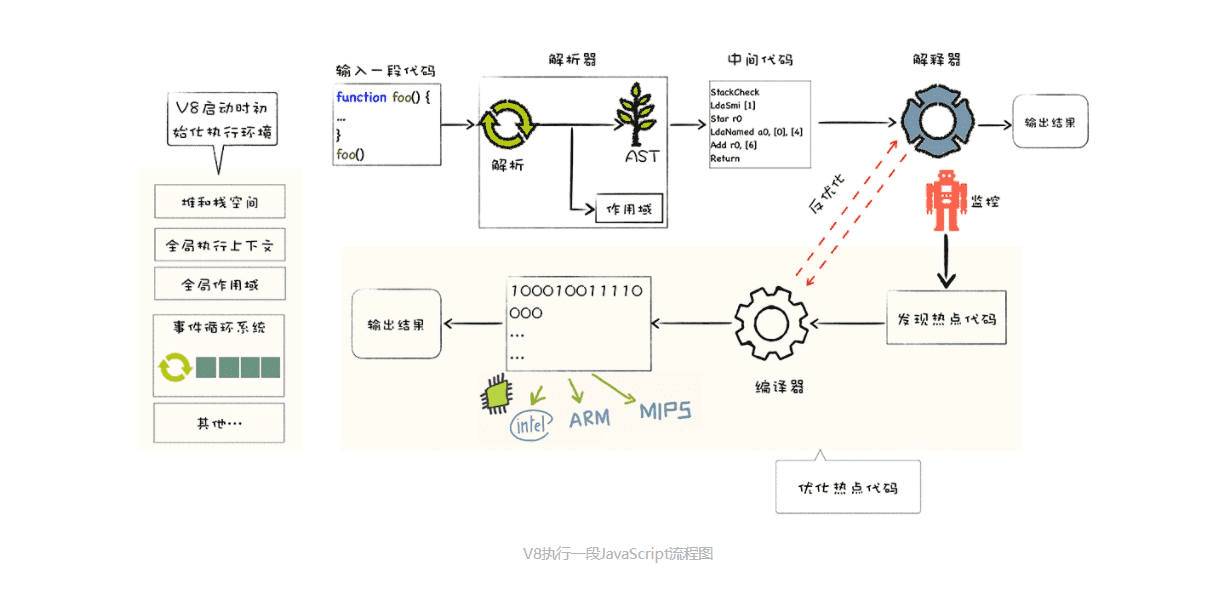 V8启动时初
始化执行环境
堆和栈空间
全局执行上下文
全局作用域
事件循环系统
其他…
输入一段代码
function foo() {
...
}
foo()
解析器
解析
AST
作用域
中间代码
StackCheck
LdaSmi [1]
Star r0
LdaNamed a0, [0], [4]
Add r0, [6]
Return
解释器
输出结果
反优化
监控
发现热点代码
编译器
100010011110
000
...
...
输出结果
intel
ARM
MIPS
优化热点代码
V8执行一段JavaScript流程图